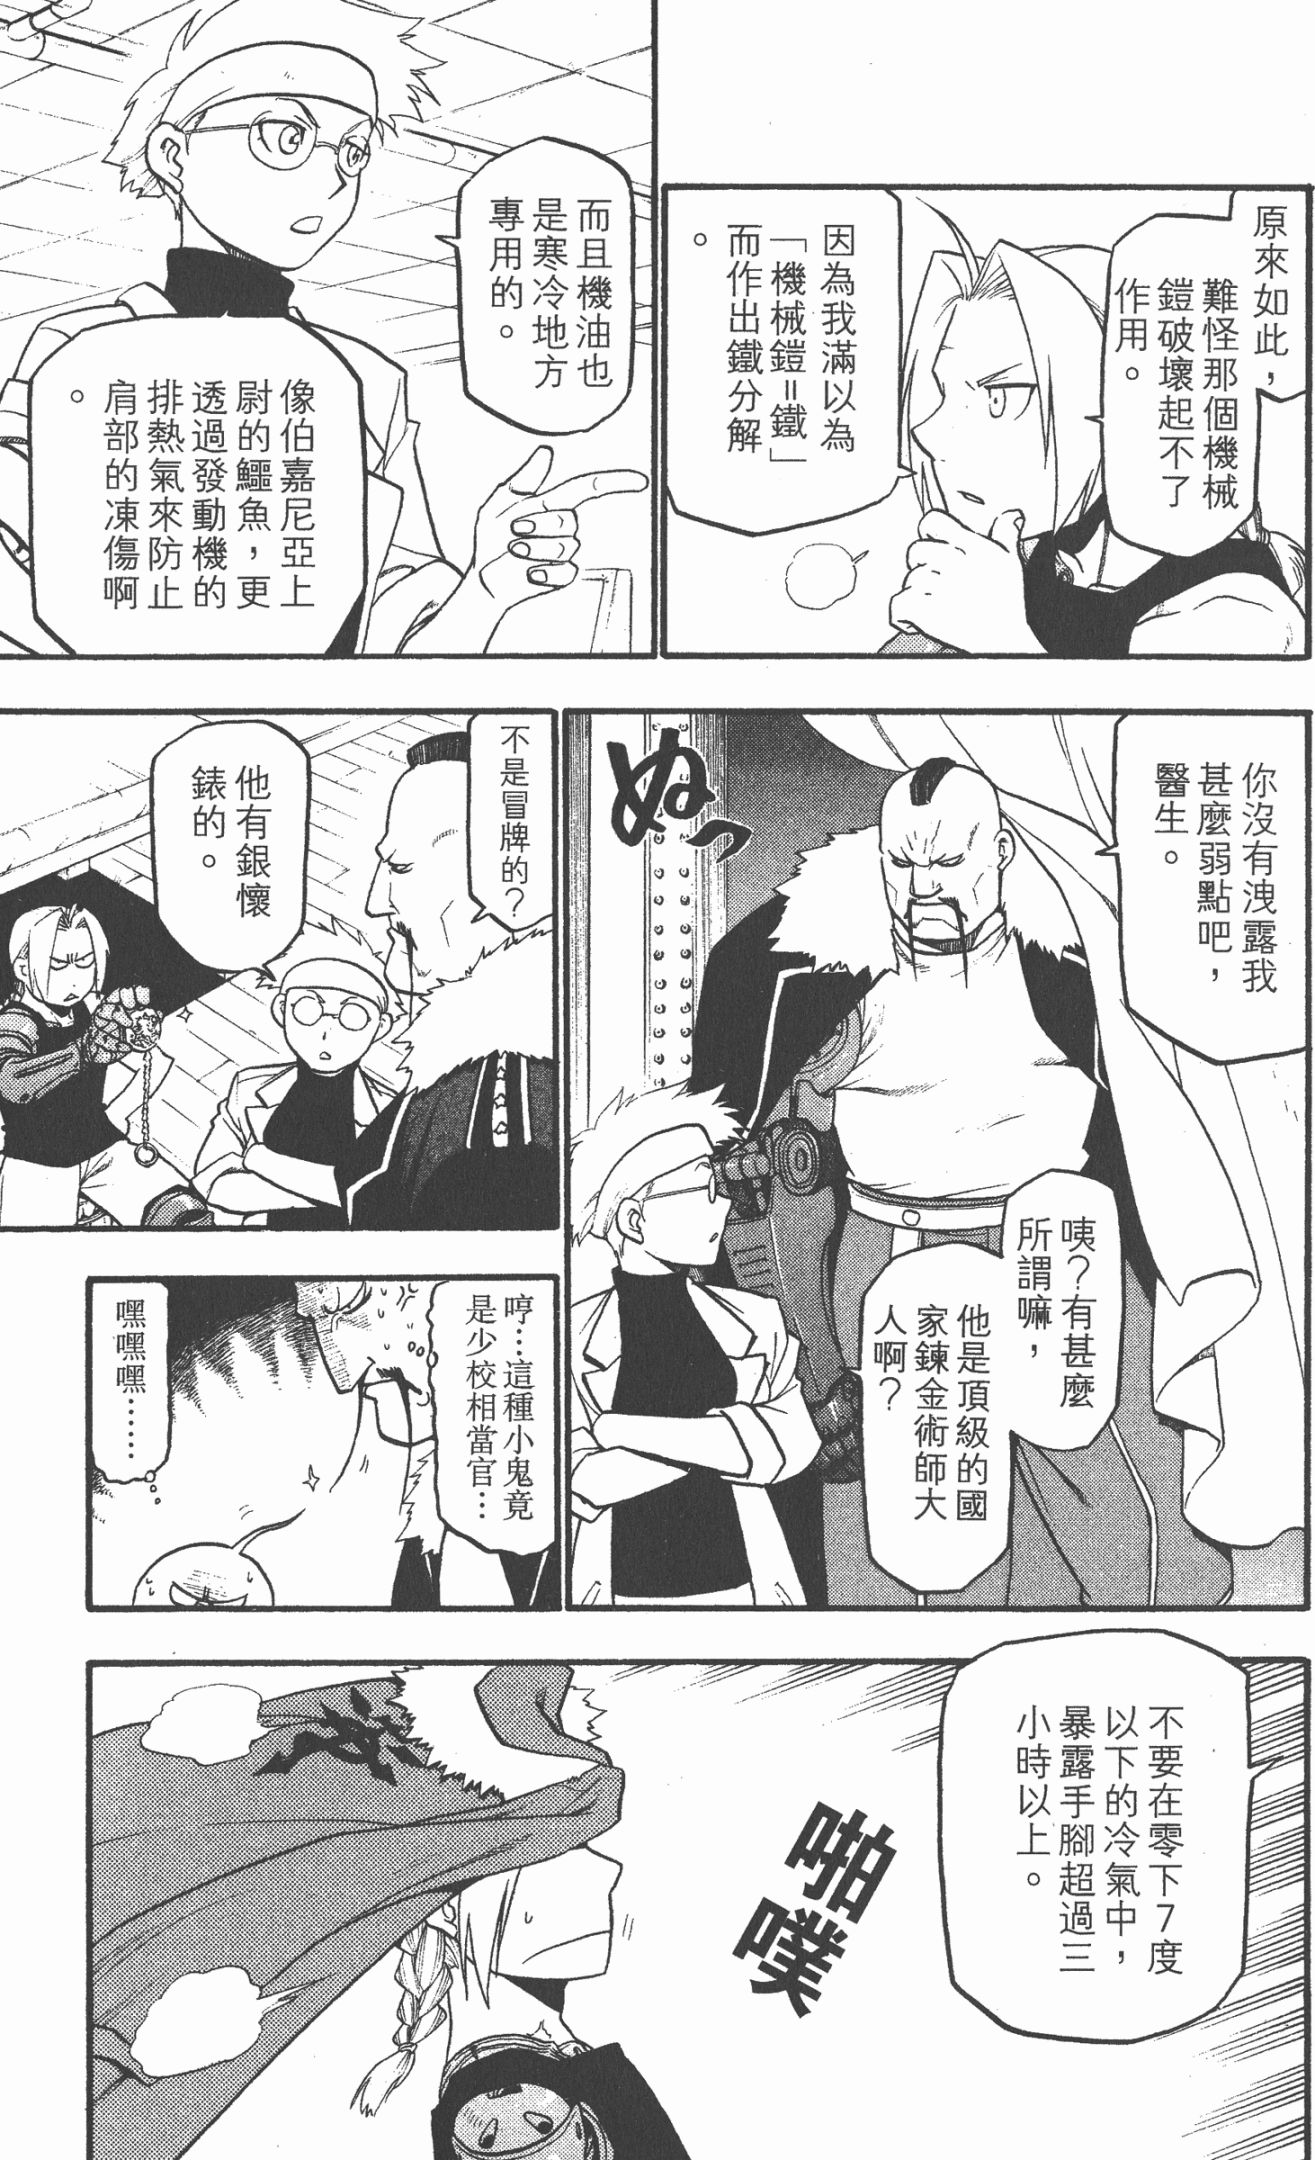 原來如此，
難怪那個機械
鎧破壞起不了
作用。
因為我滿以為
「機械鎧=鐵」
而作出鐵分解
。
而且機油也
是寒冷地方
專用的。
像伯嘉尼亞上
尉的鱷魚，更
透過發動機的
排熱氣來防止
肩部的凍傷啊
。
你沒有洩露我
甚麼弱點吧，
醫生。
ぬっ
咦？有甚麼
所謂嘛，
他是頂級的國
家鍊金術師大
人啊？
不是冒牌的？
他有銀懷
錶的。
哼…這種小鬼竟
是少校相當官…
嘿嘿嘿……
不要在零下7度
以下的冷氣中，
暴露手腳超過三
小時以上。
啪
噗